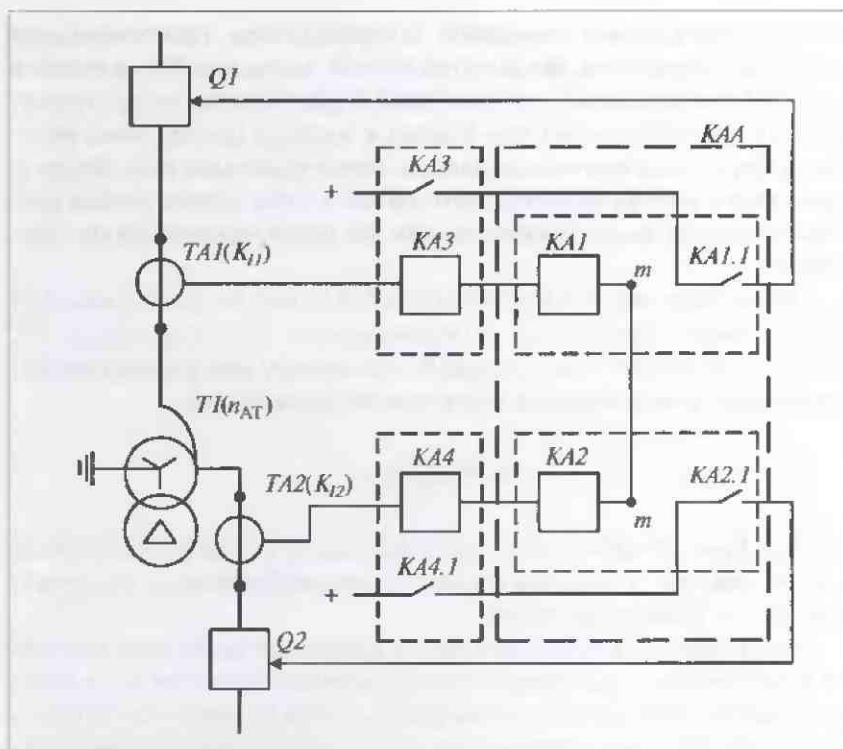 Q1
KAA
KA3
+
TA1(K_I1)
KA3
KA1
m
KA1.1
T1(n_AT)
TA2(K_I2)
KA4
KA2
m
KA2.1
KA4.1
+
Q2